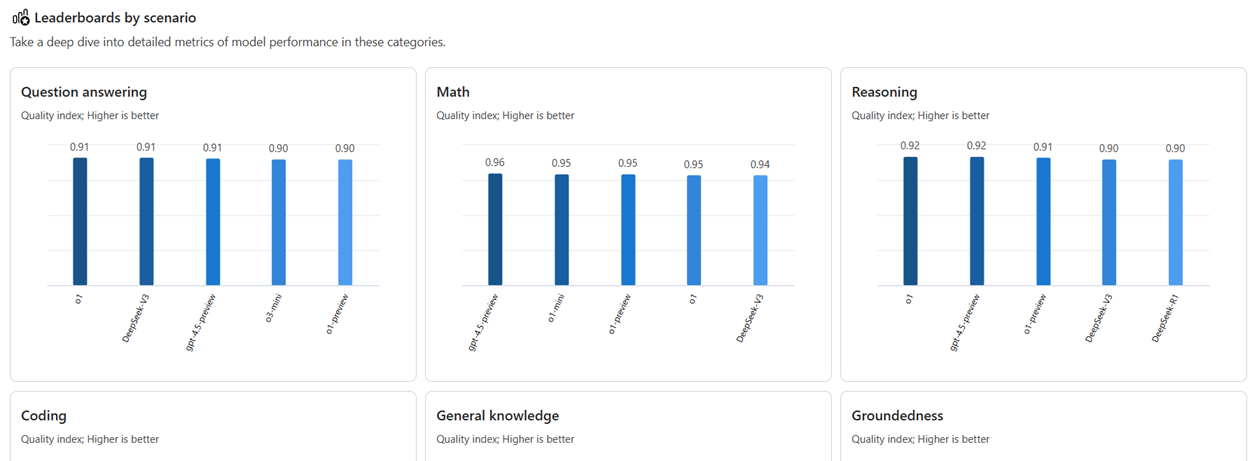 Leaderboards by scenario
Take a deep dive into detailed metrics of model performance in these categories.
Question answering
Quality index; Higher is better
0.91 0.91 0.91 0.90 0.90
o1 DeepSeek-V3 gpt-4.5-preview o3-mini o1-preview
Math
Quality index; Higher is better
0.96 0.95 0.95 0.95 0.94
gpt-4.5-preview o1-mini o1-preview o1 DeepSeek-V3
Reasoning
Quality index; Higher is better
0.92 0.92 0.91 0.90 0.90
o1 gpt-4.5-preview o1-preview DeepSeek-V3 DeepSeek-R1
Coding
Quality index; Higher is better
General knowledge
Quality index; Higher is better
Groundedness
Quality index; Higher is better